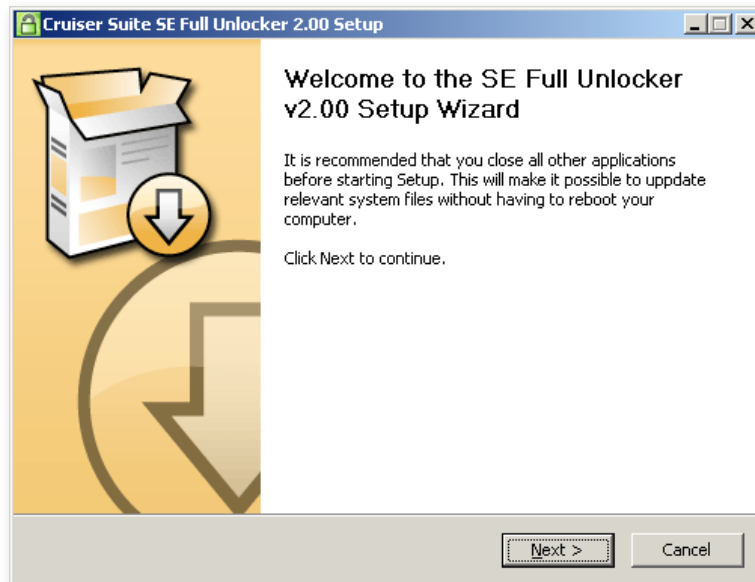 Cruiser Suite SE Full Unlocker 2.00 Setup
Welcome to the SE Full Unlocker
v2.00 Setup Wizard
It is recommended that you close all other applications
before starting Setup. This will make it possible to uppdate
relevant system files without having to reboot your
computer.
Click Next to continue.
Next >
Cancel